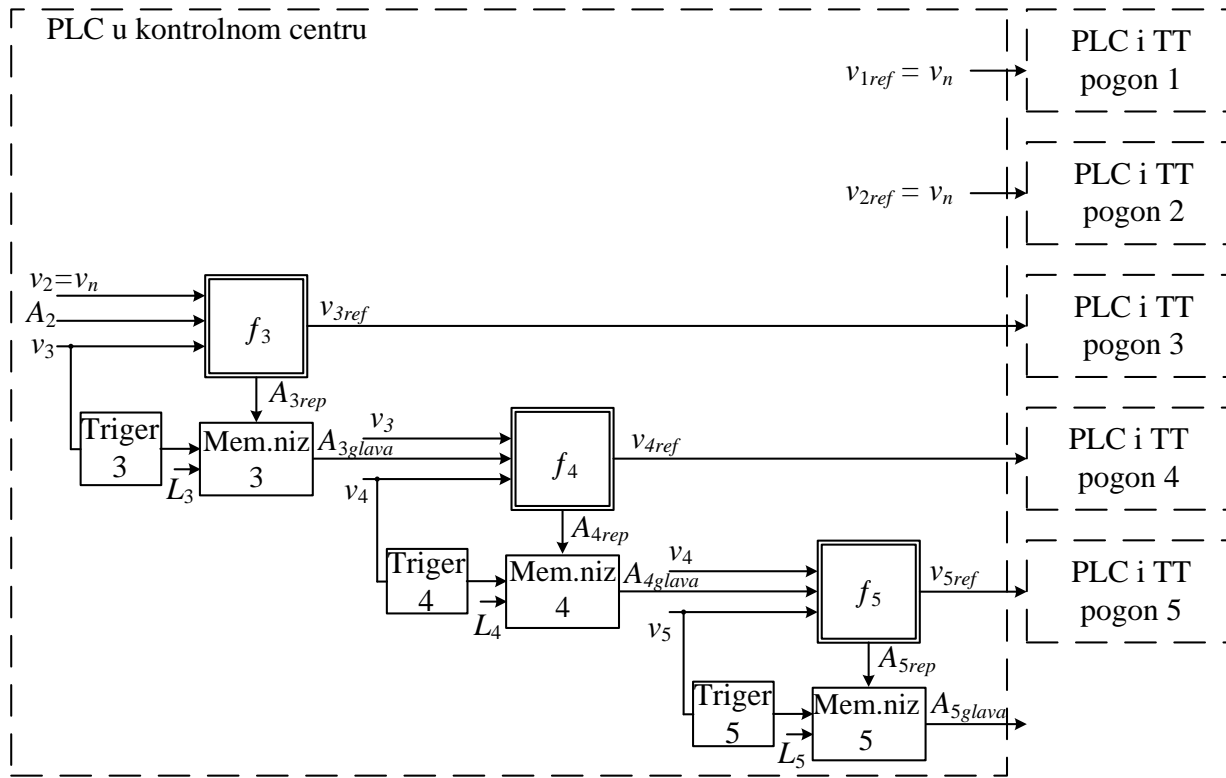 PLC u kontrolnom centru
v1ref = vn
PLC i TT
pogon 1
v2ref = vn
PLC i TT
pogon 2
v2=vn
A2
v3
f3
v3ref
PLC i TT
pogon 3
A3rep
Triger
3
L3
Mem.niz
3
A3glava
v3
v4
f4
v4ref
PLC i TT
pogon 4
A4rep
Triger
4
L4
Mem.niz
4
A4glava
v4
v5
f5
v5ref
PLC i TT
pogon 5
A5rep
Triger
5
L5
Mem.niz
5
A5glava